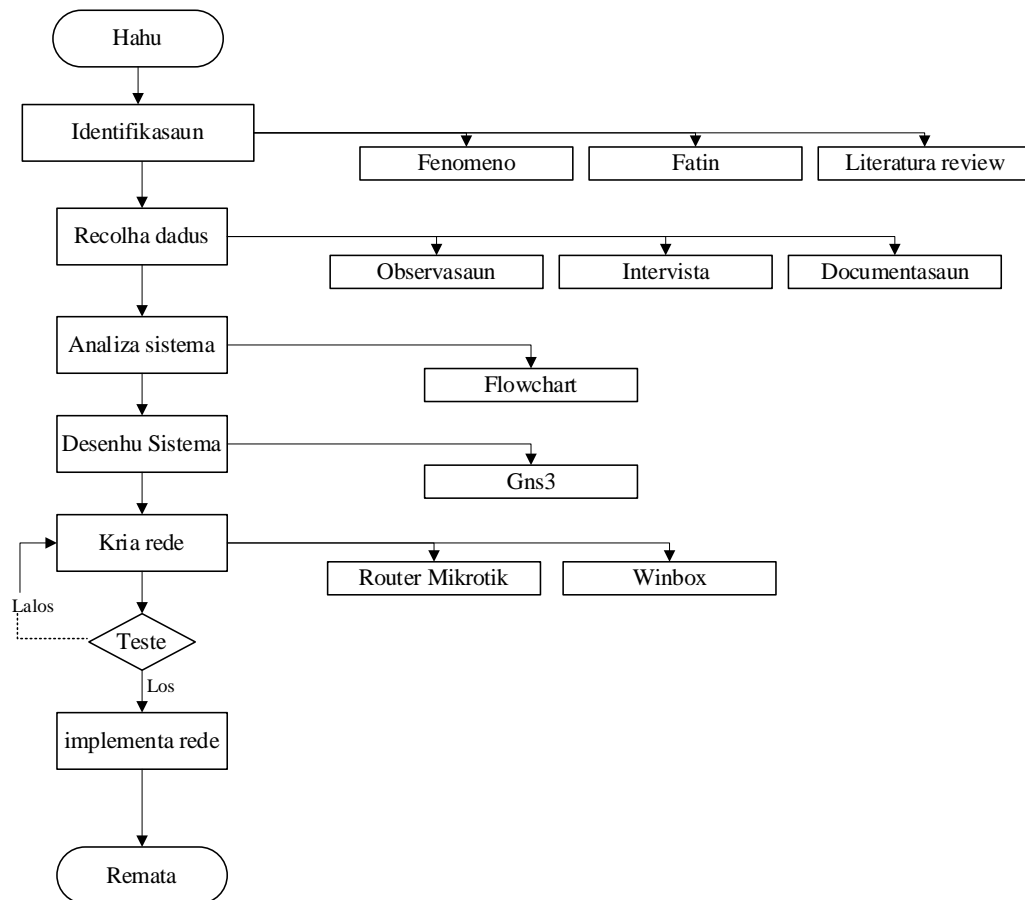 Hahu
Identifikasaun
Fenomeno
Fatin
Literatura review
Recolha dadus
Observasaun
Intervista
Documentasaun
Analiza sistema
Flowchart
Desenhu Sistema
Gns3
Kria rede
Router Mikrotik
Winbox
Lalos
Teste
Los
implementa rede
Remata